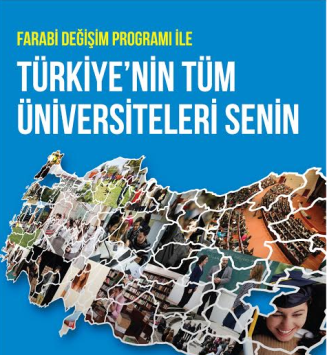 FARABİ DEĞİŞİM PROGRAMI İLE
TÜRKİYE'NİN TÜM
ÜNİVERSİTELERİ SENİN